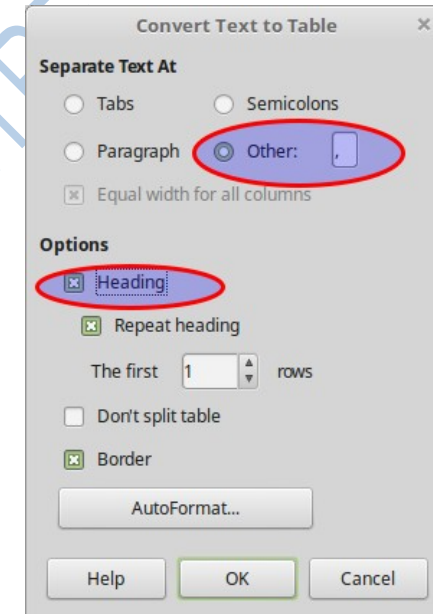 Convert Text to Table ×
Separate Text At
Tabs Semicolons
Paragraph Other: ,
Equal width for all columns
Options
Heading
Repeat heading
The first 1 rows
Don't split table
Border
AutoFormat...
Help OK Cancel